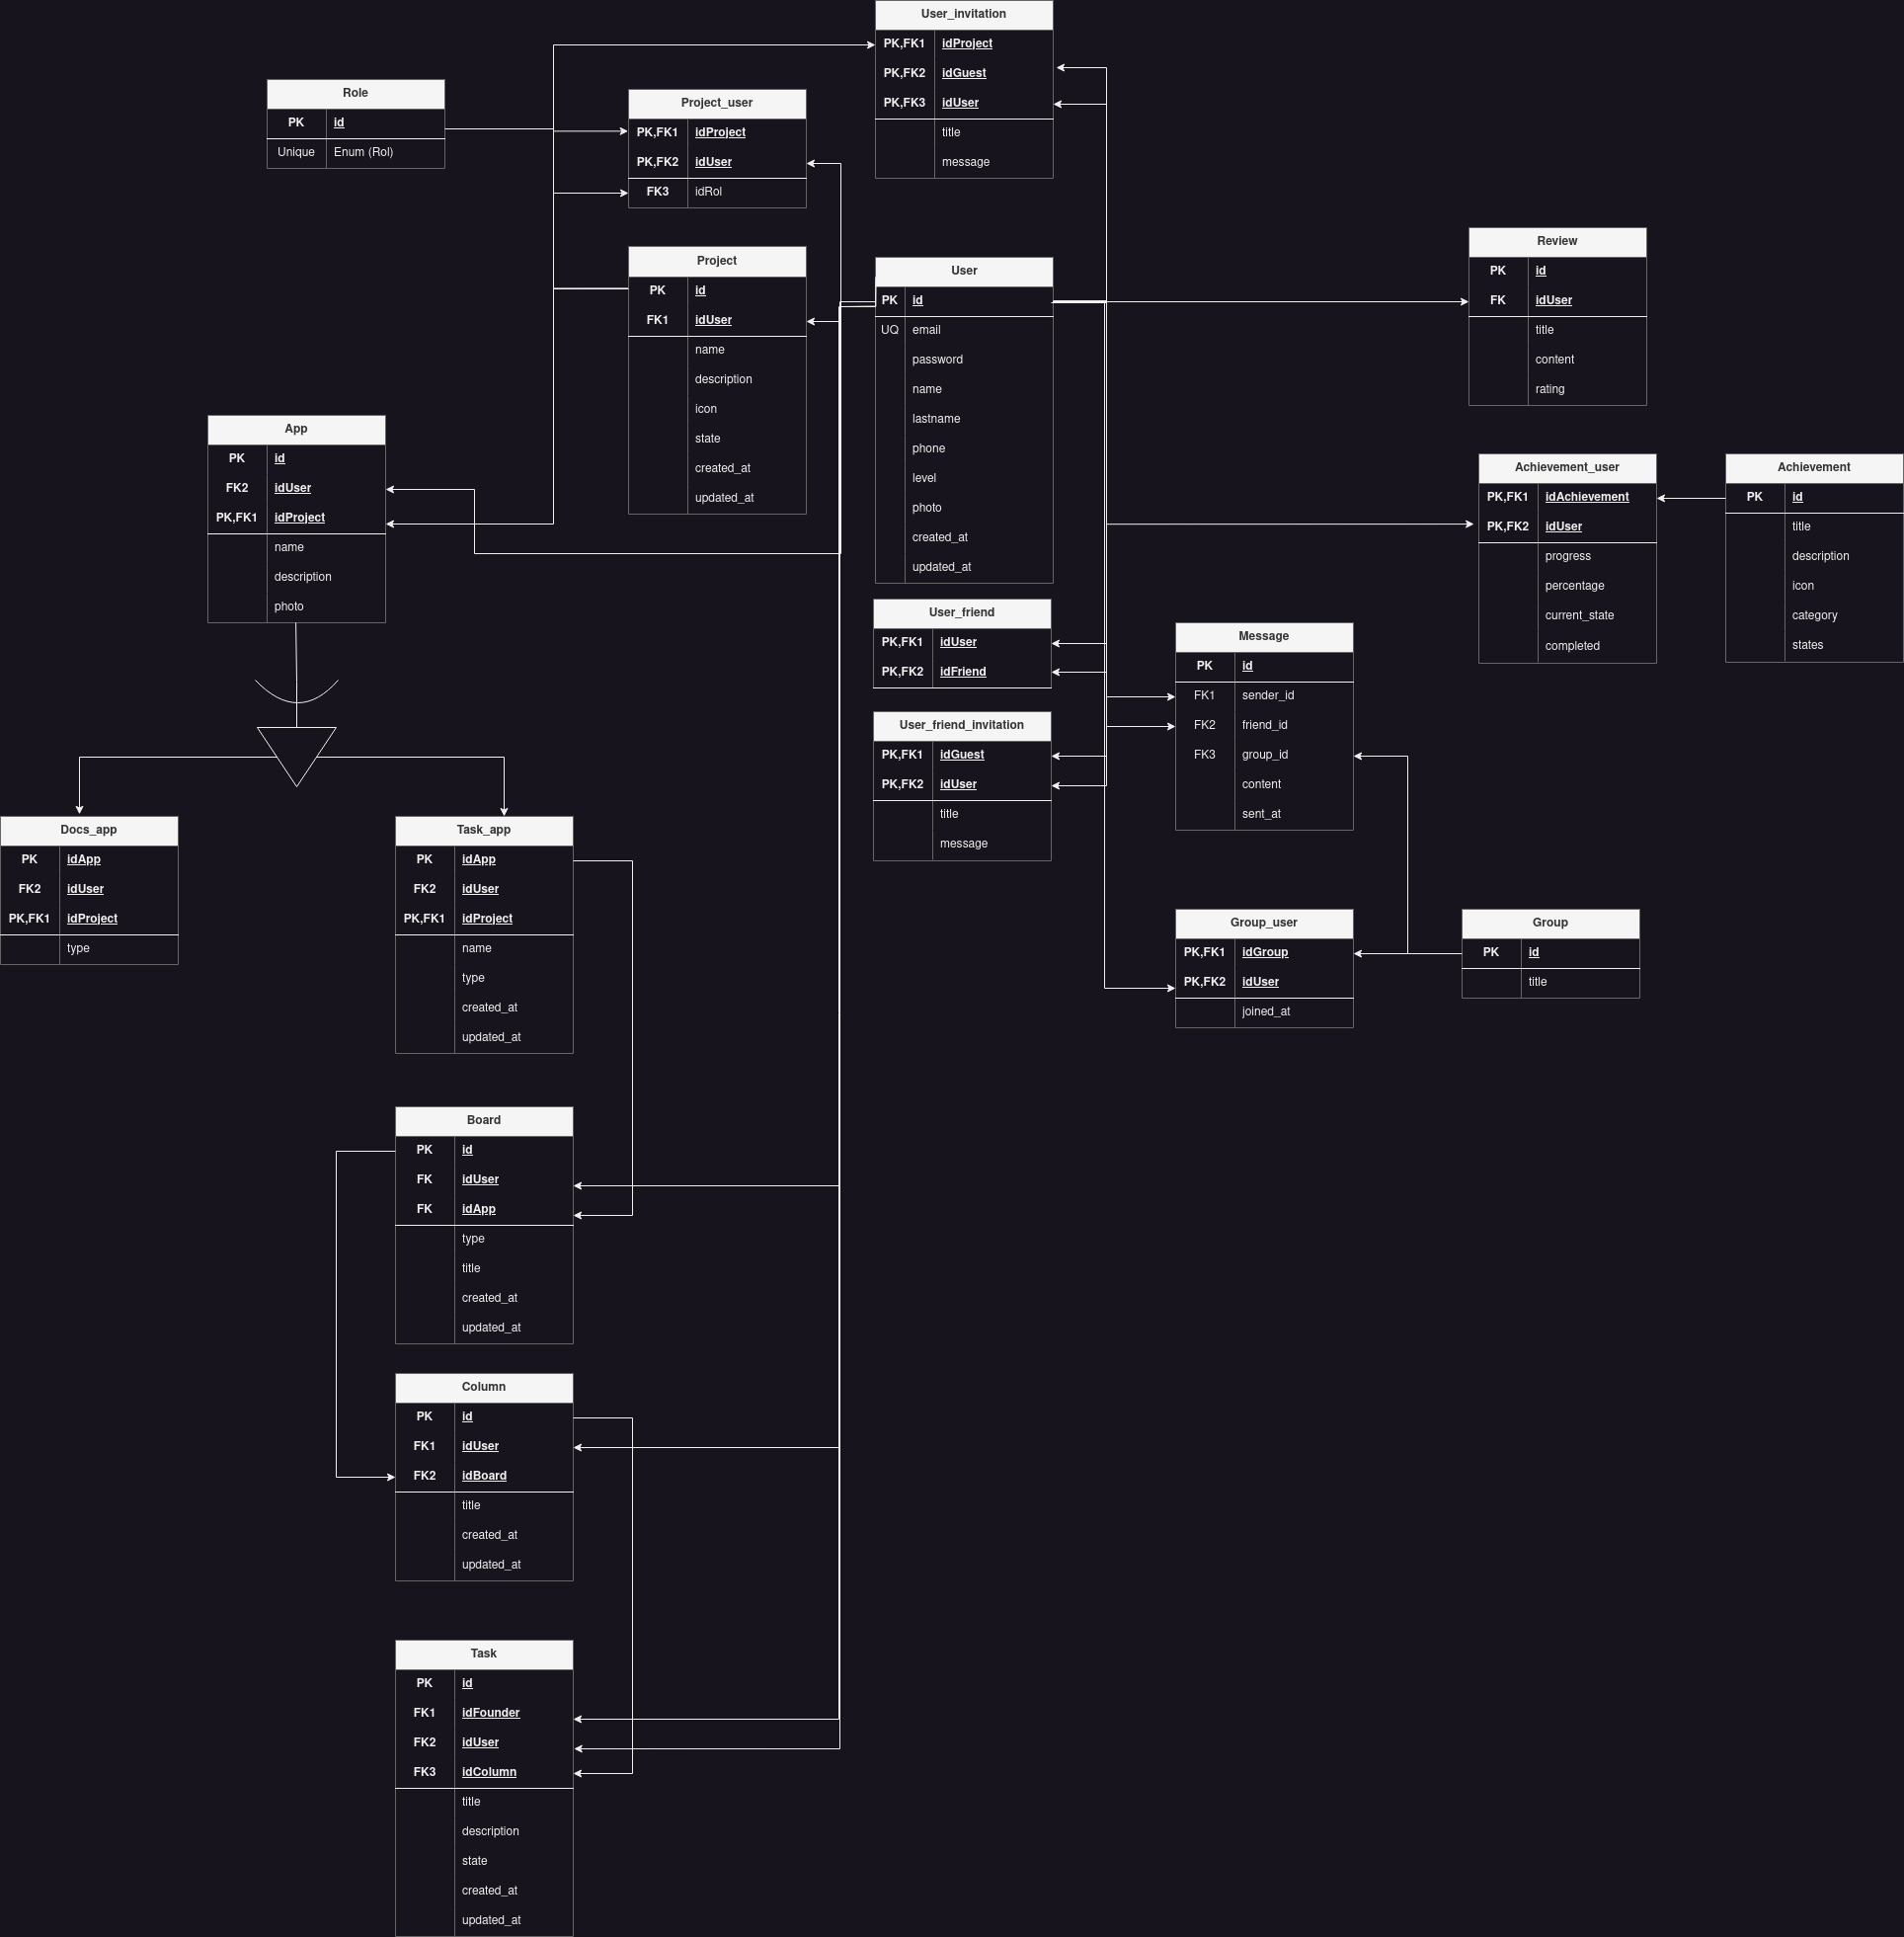 User_invitation
PK,FK1 idProject
PK,FK2 idGuest
PK,FK3 idUser
title
message
Role
PK id
Unique Enum (Rol)
Project_user
PK,FK1 idProject
PK,FK2 idUser
FK3 idRol
Project
PK id
FK1 idUser
name
description
icon
state
created_at
updated_at
User
PK id
UQ email
password
name
lastname
phone
level
photo
created_at
updated_at
Review
PK id
FK idUser
title
content
rating
App
PK id
FK2 idUser
PK,FK1 idProject
name
description
photo
Achievement_user
PK,FK1 idAchievement
PK,FK2 idUser
progress
percentage
current_state
completed
Achievement
PK id
title
description
icon
category
states
User_friend
PK,FK1 idUser
PK,FK2 idFriend
Message
PK id
FK1 sender_id
FK2 friend_id
FK3 group_id
content
sent_at
User_friend_invitation
PK,FK1 idGuest
PK,FK2 idUser
title
message
Docs_app
PK idApp
FK2 idUser
PK,FK1 idProject
type
Task_app
PK idApp
FK2 idUser
PK,FK1 idProject
name
type
created_at
updated_at
Group_user
PK,FK1 idGroup
PK,FK2 idUser
joined_at
Group
PK id
title
Board
PK id
FK idUser
FK idApp
type
title
created_at
updated_at
Column
PK id
FK1 idUser
FK2 idBoard
title
created_at
updated_at
Task
PK id
FK1 idFounder
FK2 idUser
FK3 idColumn
title
description
state
created_at
updated_at